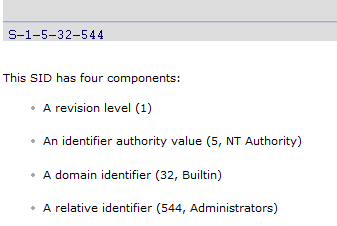 S-1-5-32-544
This SID has four components:
A revision level (1)
An identifier authority value (5, NT Authority)
A domain identifier (32, Builtin)
A relative identifier (544, Administrators)